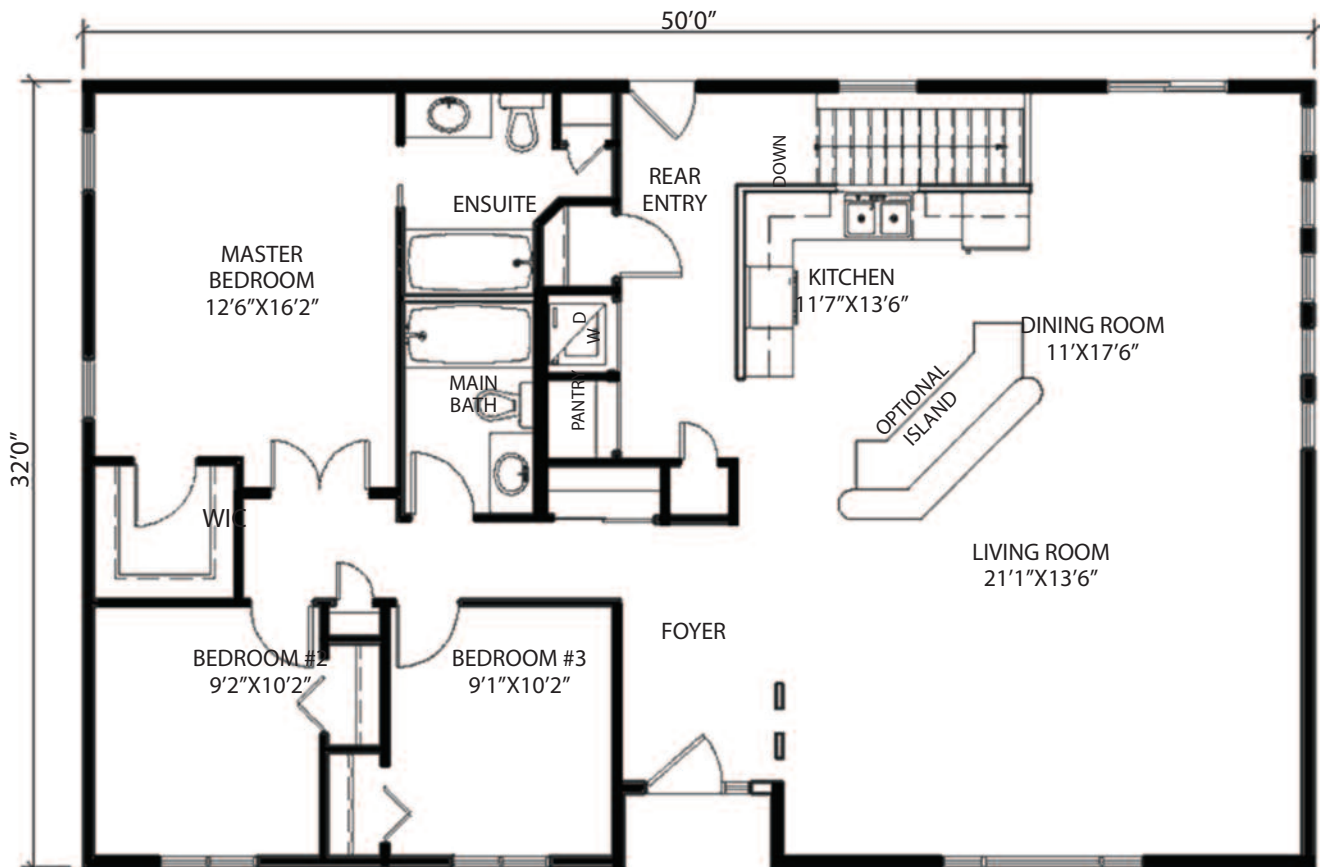 50’0”
32’0”
ENSUITE
REAR
ENTRY
DOWN
MASTER
BEDROOM
12’6”X16’2”
KITCHEN
11’7”X13’6”
DINING ROOM
11’X17’6”
W D
MAIN
BATH
PANTRY
OPTIONAL
ISLAND
WIC
LIVING ROOM
21’1”X13’6”
FOYER
BEDROOM #2
9’2”X10’2”
BEDROOM #3
9’1”X10’2”